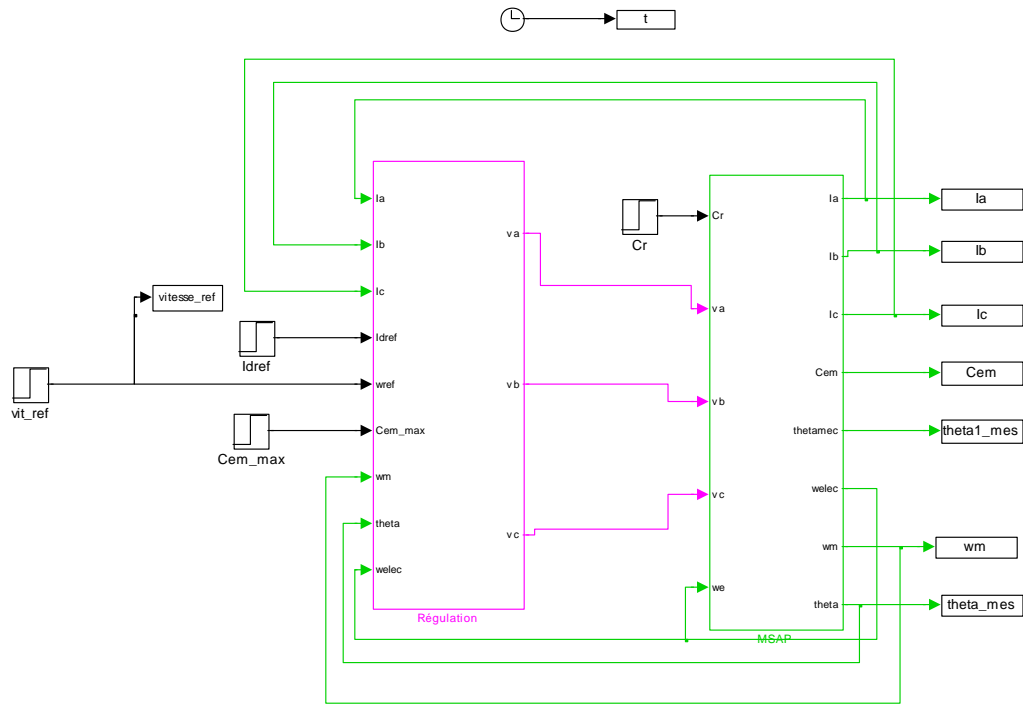 t
Ia
Ib
Ic
Idref
wref
Cem_max
wm
theta
welec
va
vb
vc
Régulation
vitesse_ref
vit_ref
Idref
Cem_max
Cr
Cr
va
vb
vc
we
Ia
Ib
Ic
Cem
thetamec
welec
wm
theta
MSAP
Ia
Ib
Ic
Cem
theta1_mes
wm
theta_mes